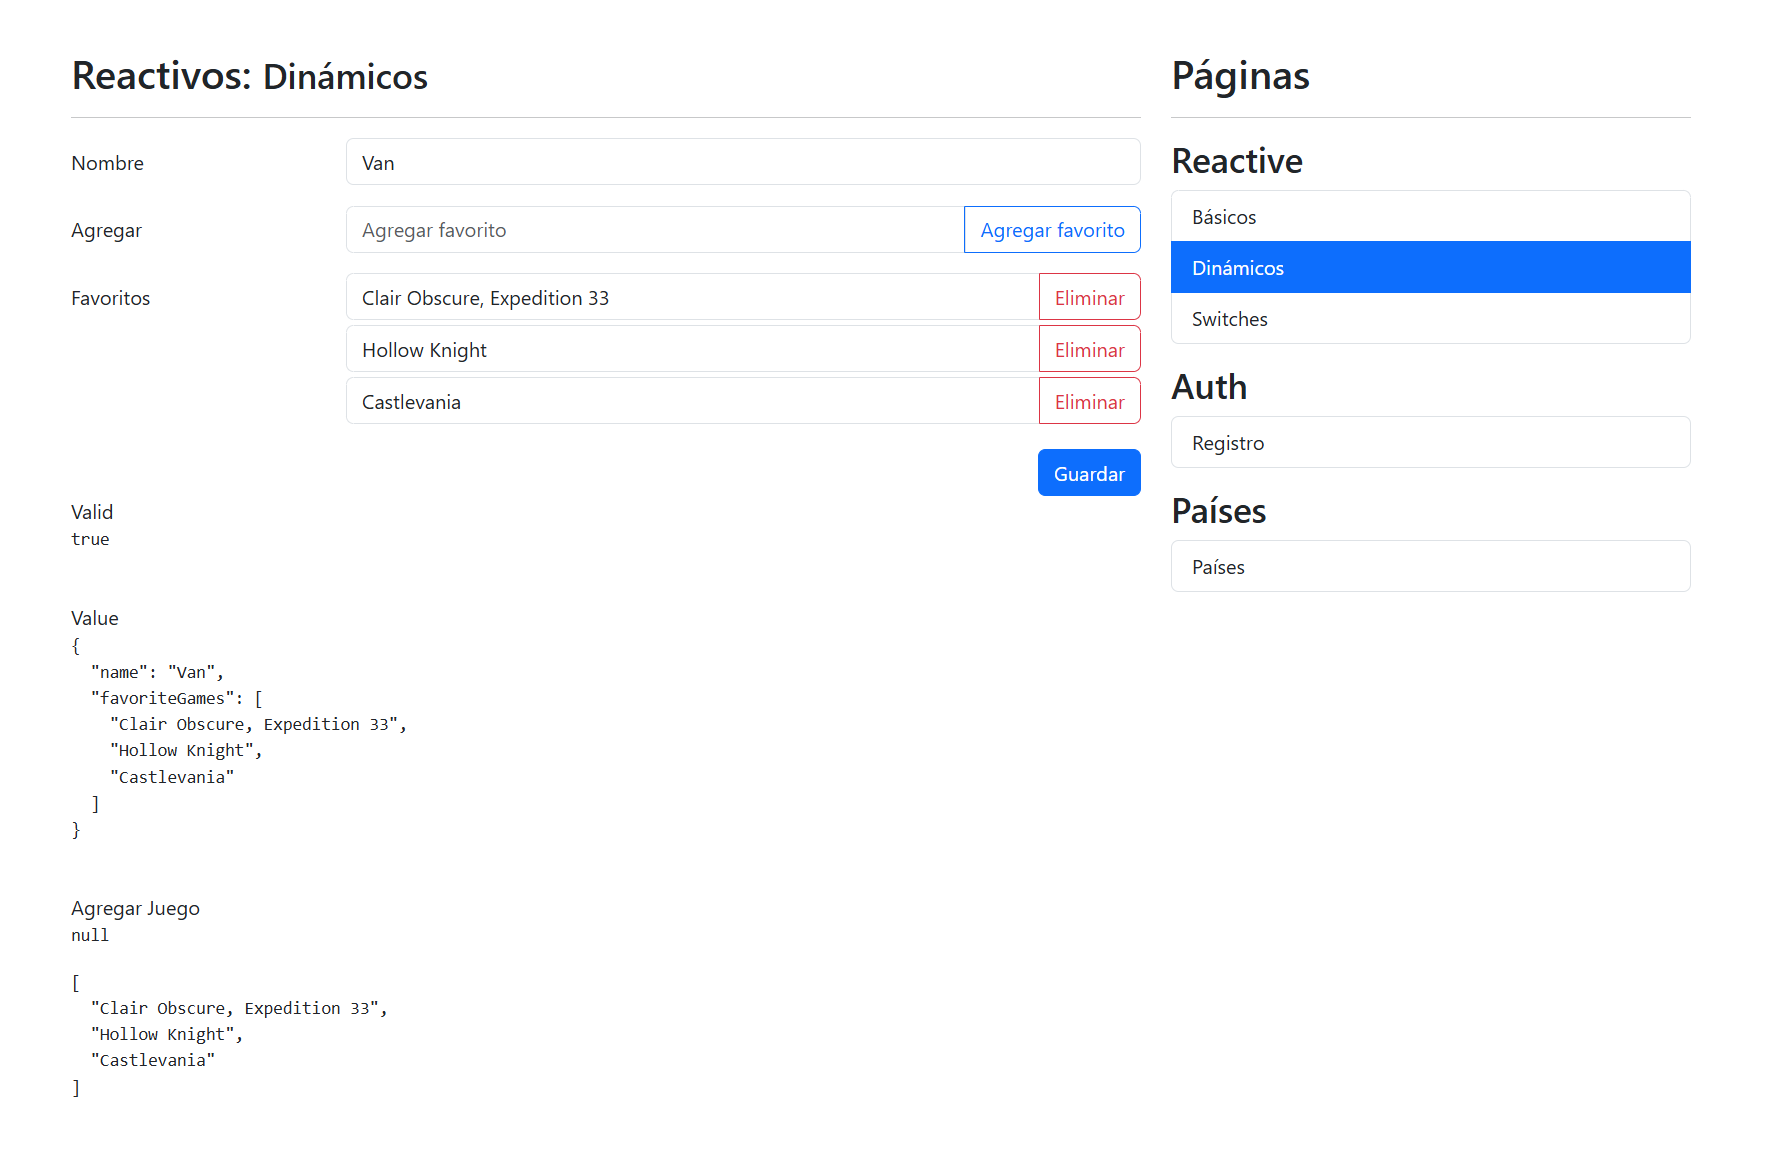 Reactivos: Dinámicos
Nombre
Van
Agregar
Agregar favorito
Agregar favorito
Favoritos
Clair Obscure, Expedition 33
Eliminar
Hollow Knight
Eliminar
Castlevania
Eliminar
Guardar
Valid
true
Value
{
  "name": "Van",
  "favoriteGames": [
    "Clair Obscure, Expedition 33",
    "Hollow Knight",
    "Castlevania"
  ]
}
Agregar Juego
null
[
  "Clair Obscure, Expedition 33",
  "Hollow Knight",
  "Castlevania"
]
Páginas
Reactive
Básicos
Dinámicos
Switches
Auth
Registro
Países
Países